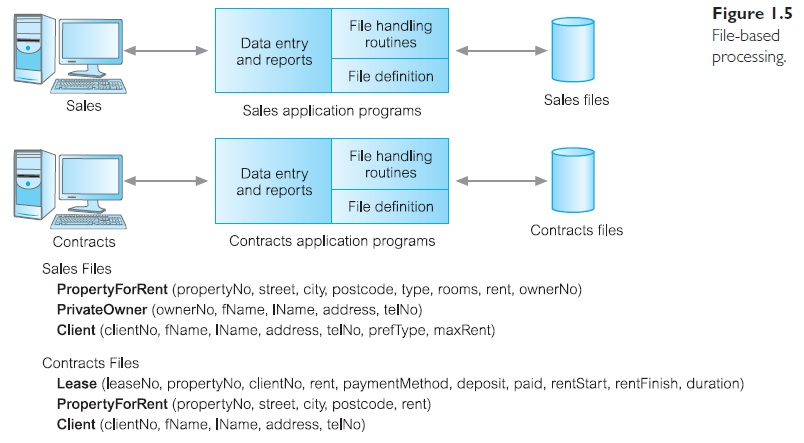 Figure 1.5
File-based
processing.
Data entry
and reports
File handling
routines
File definition
Sales
Sales application programs
Sales files
Data entry
and reports
File handling
routines
File definition
Contracts
Contracts application programs
Contracts files
Sales Files
PropertyForRent (propertyNo, street, city, postcode, type, rooms, rent, ownerNo)
PrivateOwner (ownerNo, fName, lName, address, telNo)
Client (clientNo, fName, lName, address, telNo, prefType, maxRent)
Contracts Files
Lease (leaseNo, propertyNo, clientNo, rent, paymentMethod, deposit, paid, rentStart, rentFinish, duration)
PropertyForRent (propertyNo, street, city, postcode, rent)
Client (clientNo, fName, lName, address, telNo)